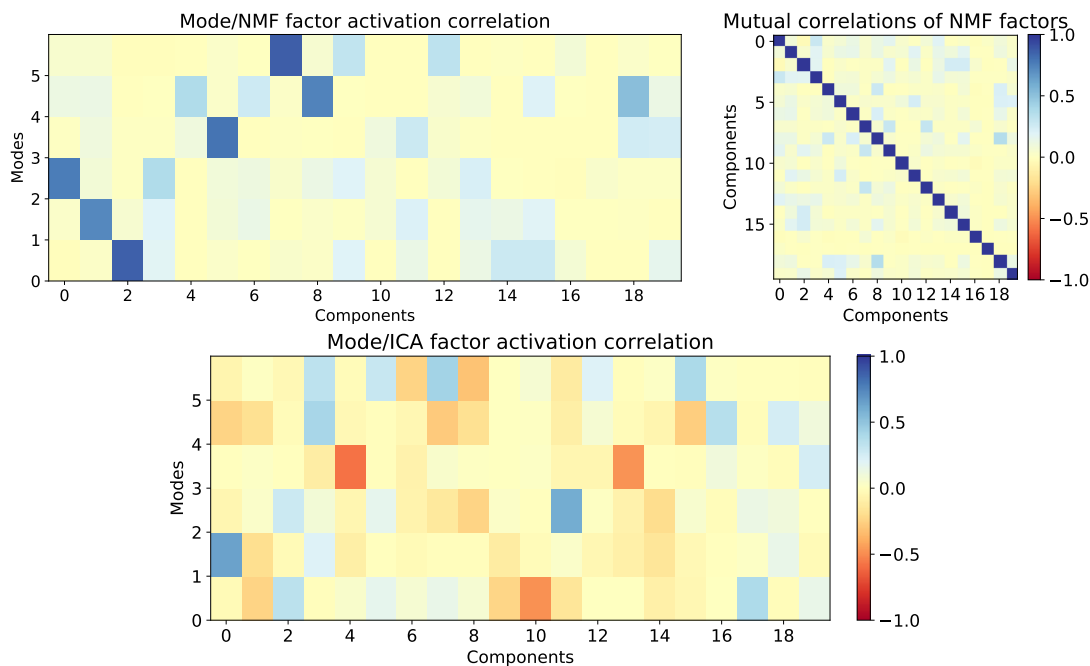 Mode/NMF factor activation correlation
Modes
5
4
3
2
1
0
0 2 4 6 8 10 12 14 16 18
Components
Mutual correlations of NMF factors
Components
0
5
10
15
0 2 4 6 8 10 12 14 16 18
Components
1.0
0.5
0.0
−0.5
−1.0
Mode/ICA factor activation correlation
Modes
5
4
3
2
1
0
0 2 4 6 8 10 12 14 16 18
Components
1.0
0.5
0.0
−0.5
−1.0